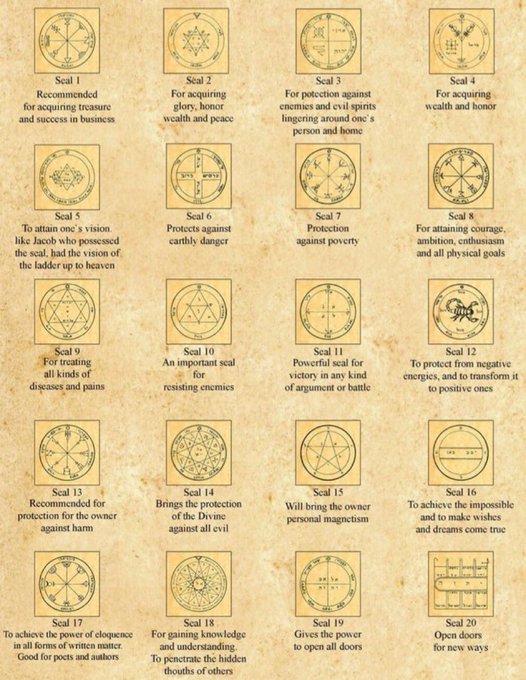 Seal 1
Recommended
for acquiring treasure
and success in business
Seal 2
For acquiring
glory, honor
wealth and peace
Seal 3
For potection against
enemies and evil spirits
lingering around one`s
person and home
Seal 4
For acquiring
wealth and honor
Seal 5
To attain one`s vision
like Jacob who possessed
the seal, had the vision of
the ladder up to heaven
Seal 6
Protects against
earthly danger
Seal 7
Protection
against poverty
Seal 8
For attaining courage,
ambition, enthusiasm
and all physical goals
Seal 9
For treating
all kinds of
diseases and pains
Seal 10
An important seal
for
resisting enemies
Seal 11
Powerful seal for
victory in any kind
of argument or battle
Seal 12
To protect from negative
energies, and to transform it
to positive ones
Seal 13
Recommended for
protection for the owner
against harm
Seal 14
Brings the protection
of the Divine
against all evil
Seal 15
Will bring the owner
personal magnetism
Seal 16
To achieve the impossible
and to make wishes
and dreams come true
Seal 17
To achieve the power of eloquence
in all forms of written matter.
Good for poets and authors
Seal 18
For gaining knowledge
and understanding.
To penetrate the hidden
thouths of others
Seal 19
Gives the power
to open all doors
Seal 20
Open doors
for new ways